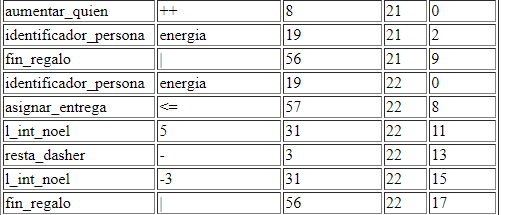 aumentar_quien ++ 8 21 0
identificador_persona energia 19 21 2
fin_regalo | 56 21 9
identificador_persona energia 19 22 0
asignar_entrega <= 57 22 8
l_int_noel 5 31 22 11
resta_dasher - 3 22 13
l_int_noel -3 31 22 15
fin_regalo | 56 22 17